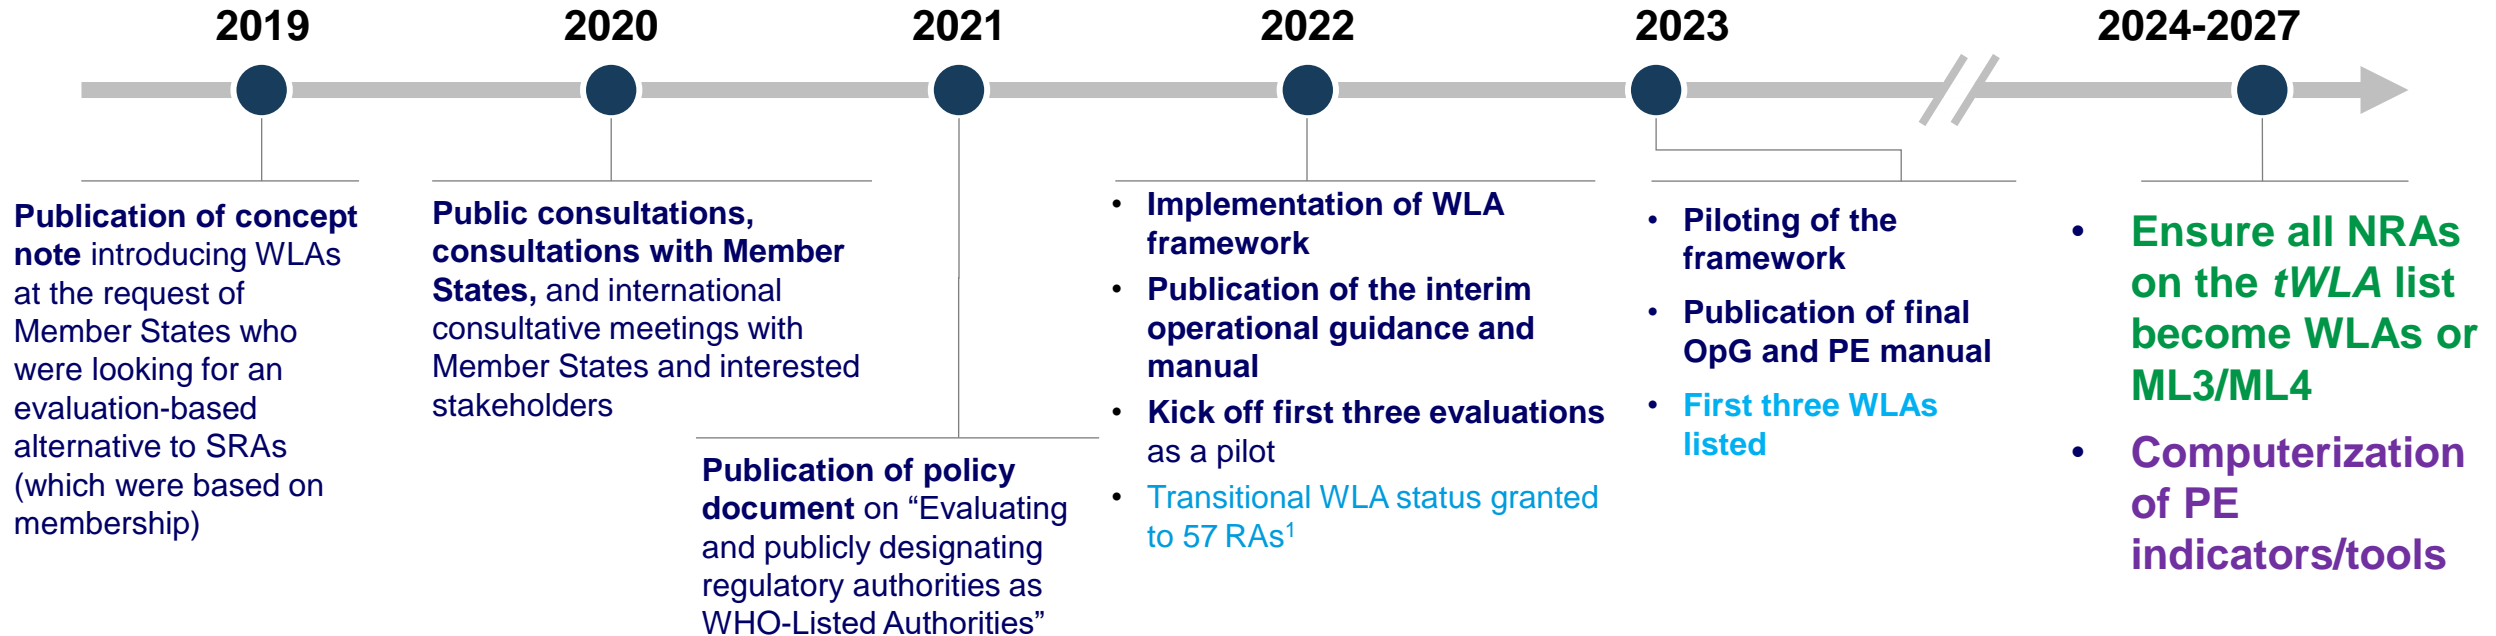 2019
2020
2021
2022
2023
2024-2027
Publication of concept
note introducing WLAs
at the request of
Member States who
were looking for an
evaluation-based
alternative to SRAs
(which were based on
membership)
Public consultations,
consultations with Member
States, and international
consultative meetings with
Member States and interested
stakeholders
Publication of policy
document on “Evaluating
and publicly designating
regulatory authorities as
WHO-Listed Authorities”
• Implementation of WLA
framework
• Publication of the interim
operational guidance and
manual
• Kick off first three evaluations
as a pilot
• Transitional WLA status granted
to 57 RAs¹
• Piloting of the
framework
• Publication of final
OpG and PE manual
• First three WLAs
listed
• Ensure all NRAs
on the tWLA list
become WLAs or
ML3/ML4
• Computerization
of PE
indicators/tools